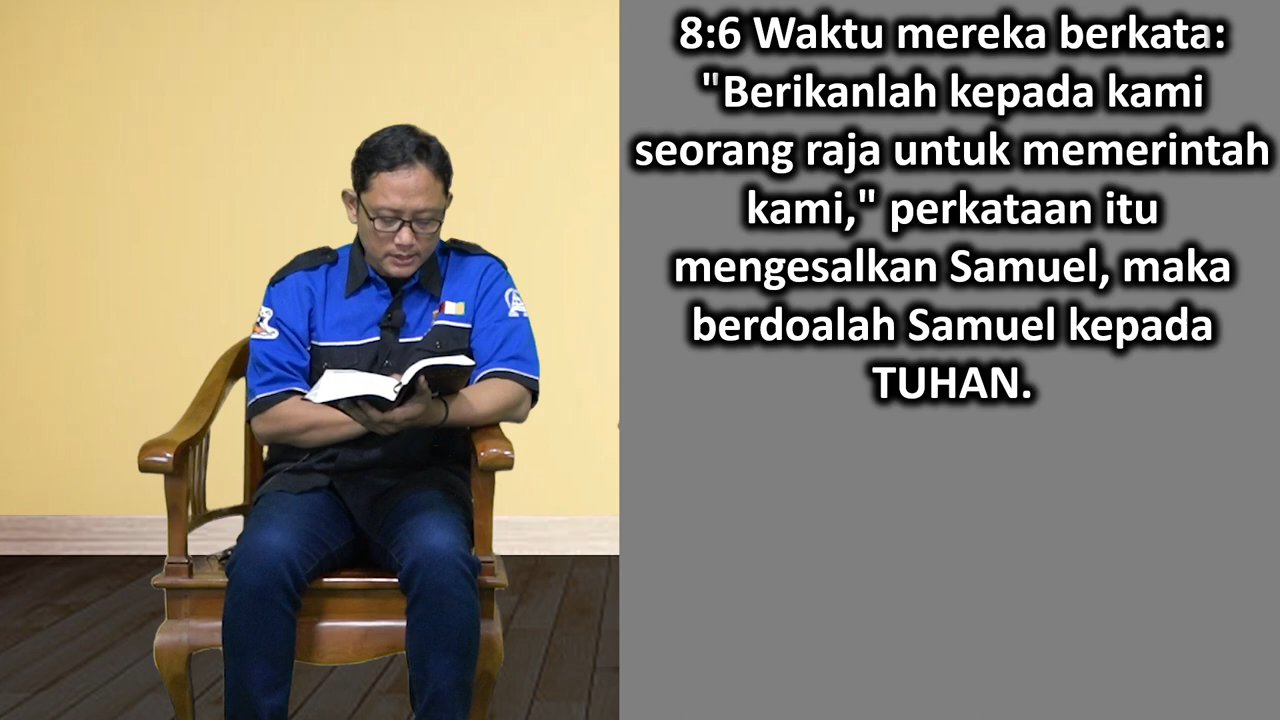 8:6 Waktu mereka berkata:
"Berikanlah kepada kami
seorang raja untuk memerintah
kami," perkataan itu
mengesalkan Samuel, maka
berdoalah Samuel kepada
TUHAN.